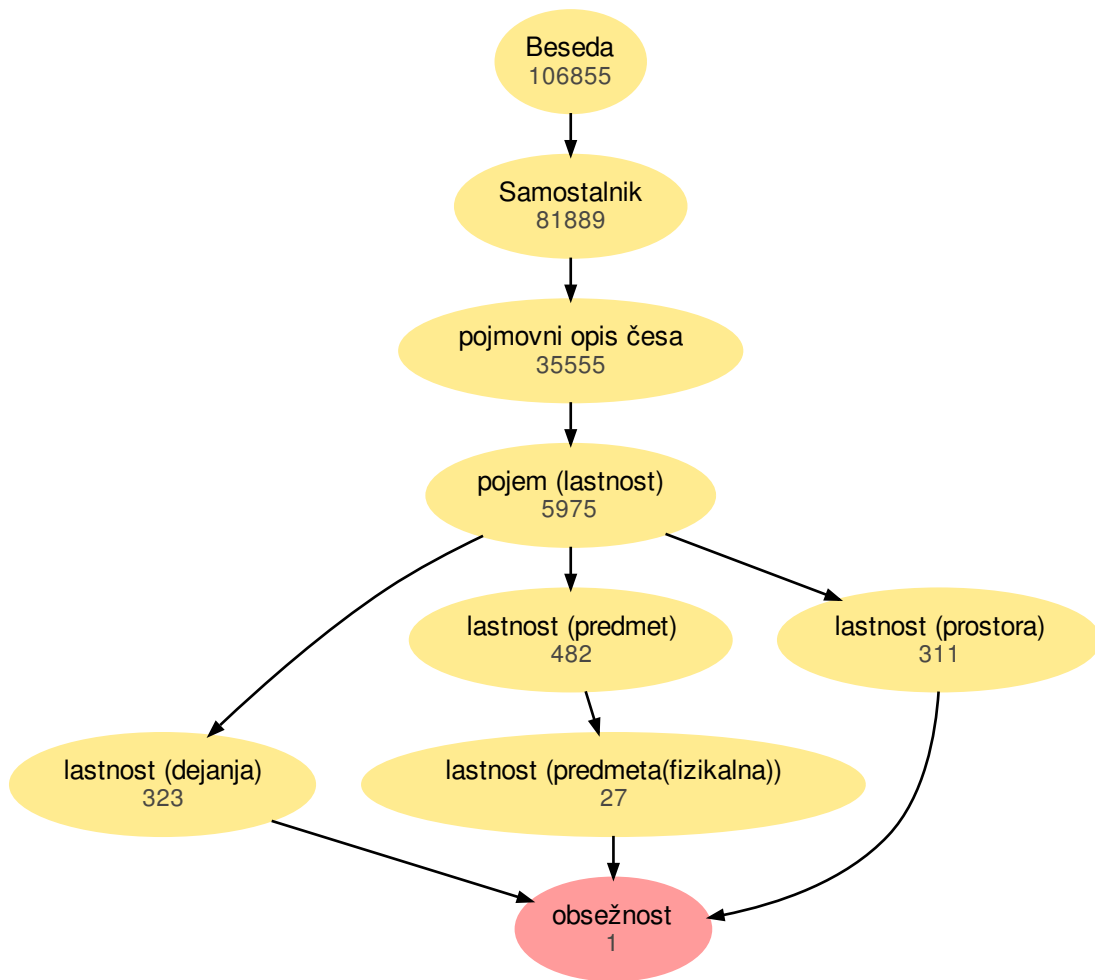 Beseda
106855
Samostalnik
81889
pojmovni opis česa
35555
pojem (lastnost)
5975
lastnost (predmet)
482
lastnost (prostora)
311
lastnost (dejanja)
323
lastnost (predmeta(fizikalna))
27
obsežnost
1